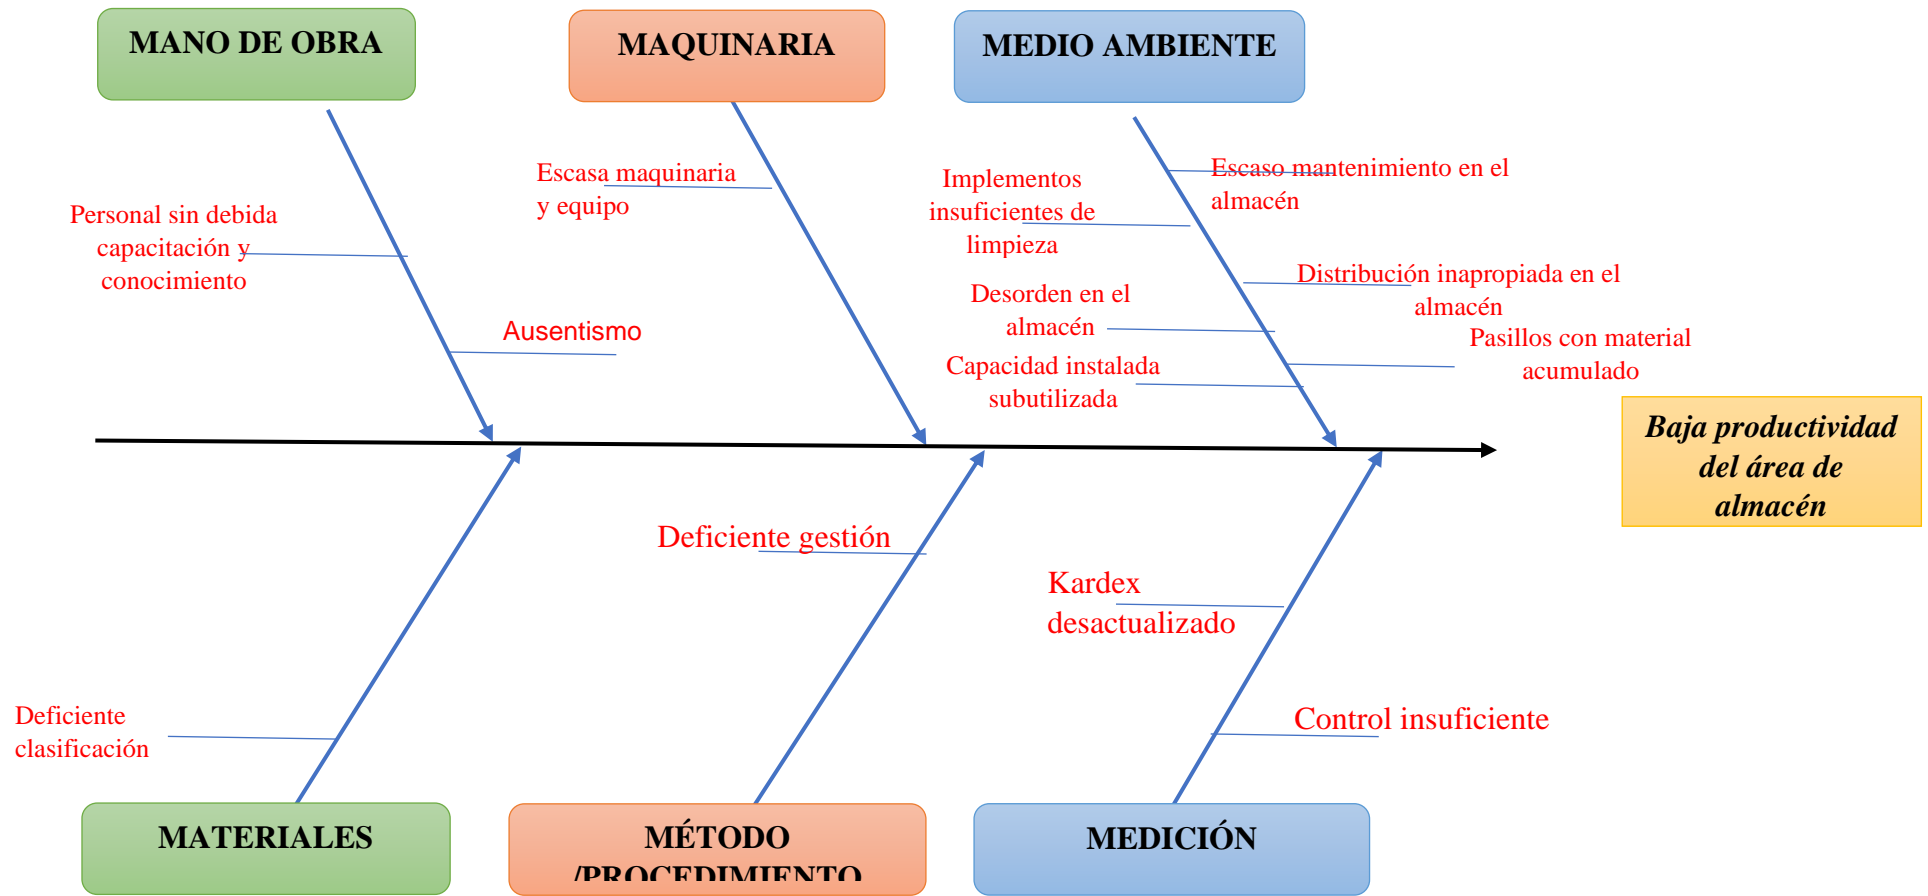 MANO DE OBRA
MAQUINARIA
MEDIO AMBIENTE
Personal sin debida
capacitación y
conocimiento
Ausentismo
Escasa maquinaria
y equipo
Implementos
insuficientes de
limpieza
Desorden en el
almacén
Capacidad instalada
subutilizada
Escaso mantenimiento en el
almacén
Distribución inapropiada en el
almacén
Pasillos con material
acumulado
Baja productividad
del área de
almacén
Deficiente
clasificación
Deficiente gestión
Kardex
desactualizado
Control insuficiente
MATERIALES
MÉTODO
/PROCEDIMIENTO
MEDICIÓN